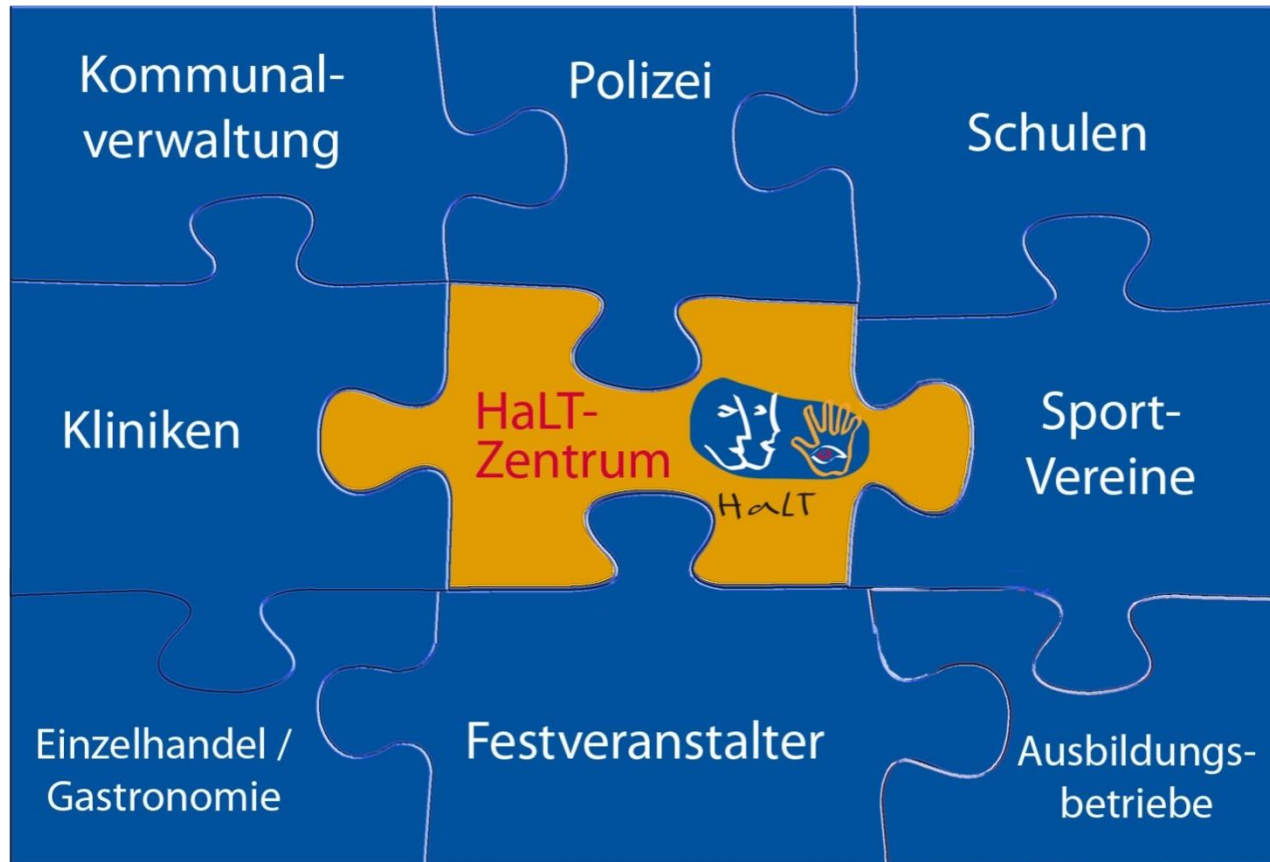 Kommunal-
verwaltung
Polizei
Schulen
Kliniken
HaLT-
Zentrum
HaLT
Sport-
Vereine
Einzelhandel /
Gastronomie
Festveranstalter
Ausbildungs-
betriebe